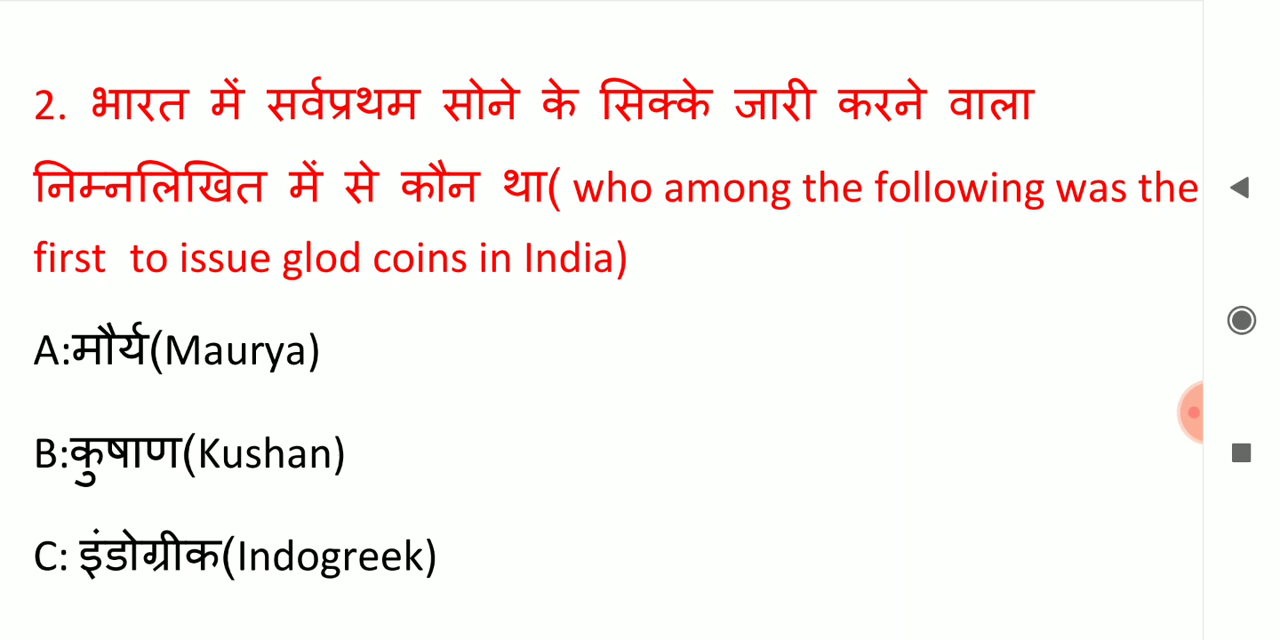 2. भारत में सर्वप्रथम सोने के सिक्के जारी करने वाला
निम्नलिखित में से कौन था( who among the following was the
first to issue glod coins in India)
A:मौर्य(Maurya)
B:कुषाण(Kushan)
C: इंडोग्रीक(Indogreek)